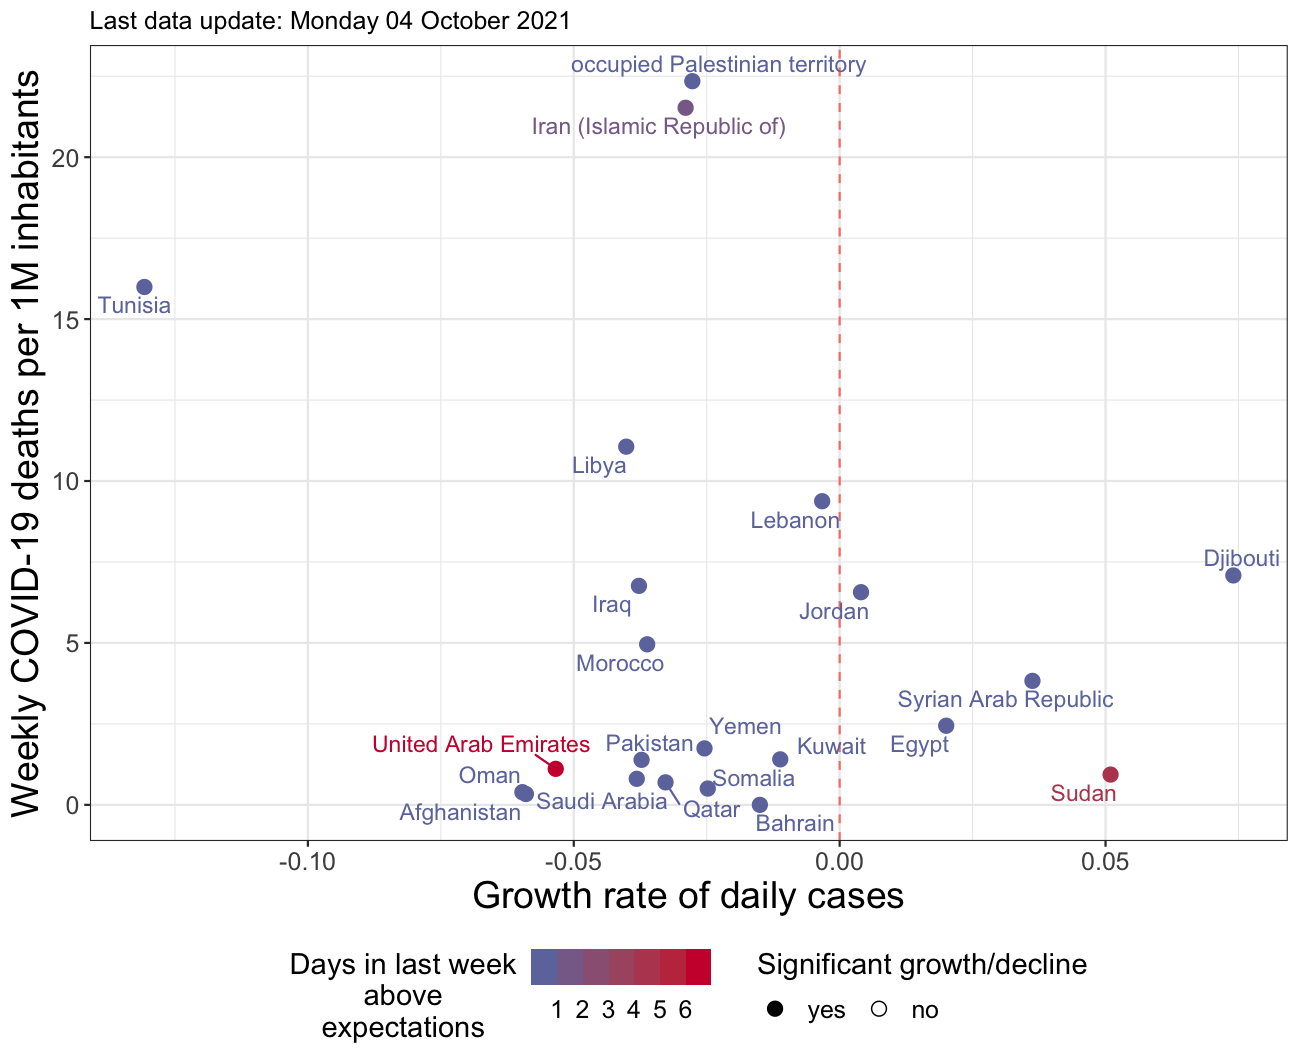 Last data update: Monday 04 October 2021
Weekly COVID-19 deaths per 1M inhabitants
20
15
10
5
0
occupied Palestinian territory
Iran (Islamic Republic of)
Tunisia
Libya
Lebanon
Djibouti
Iraq
Jordan
Morocco
Syrian Arab Republic
Yemen
United Arab Emirates
Pakistan
Kuwait
Egypt
Oman
Somalia
Sudan
Saudi Arabia
Afghanistan
Qatar
Bahrain
-0.10
-0.05
0.00
0.05
Growth rate of daily cases
Days in last week
above
expectations
1 2 3 4 5 6
Significant growth/decline
yes
no